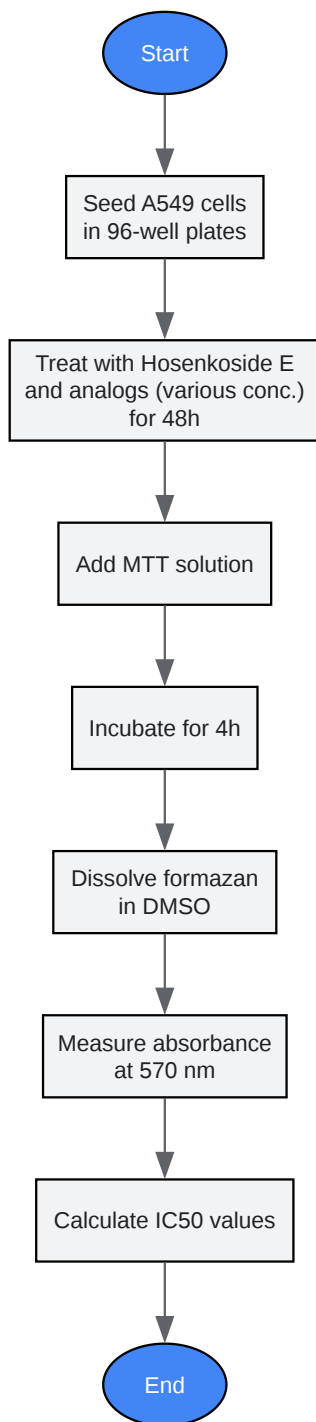 Start
Seed A549 cells
in 96-well plates
Treat with Hosenkoside E
and analogs (various conc.)
for 48h
Add MTT solution
Incubate for 4h
Dissolve formazan
in DMSO
Measure absorbance
at 570 nm
Calculate IC50 values
End